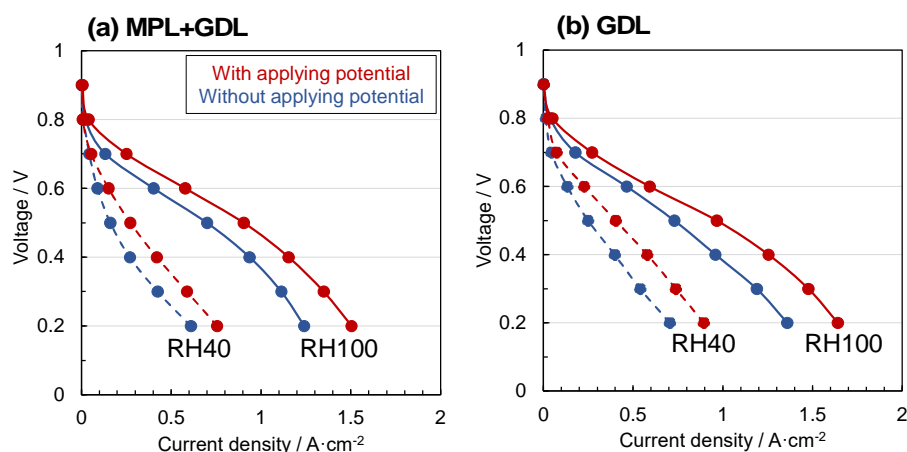 (a) MPL+GDL
With applying potential
Without applying potential
Voltage / V
1
0.8
0.6
0.4
0.2
0
RH40
RH100
0
0.5
1
1.5
2
Current density / A·cm-2
(b) GDL
Voltage / V
1
0.8
0.6
0.4
0.2
0
RH40
RH100
0
0.5
1
1.5
2
Current density / A·cm-2